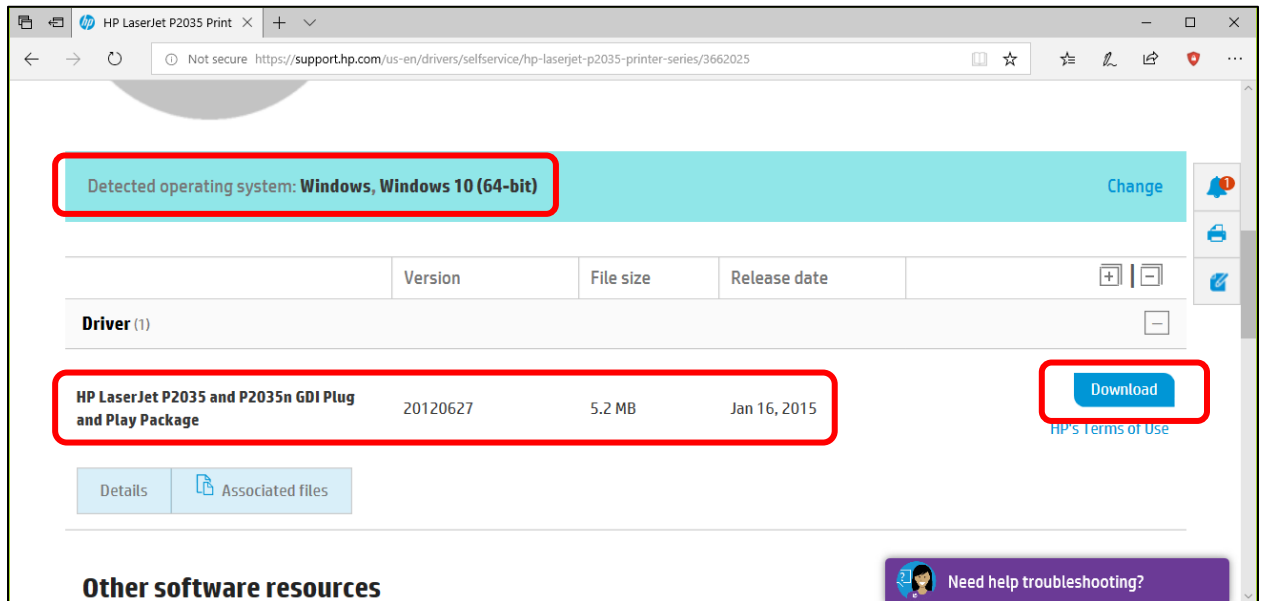 HP LaserJet P2035 Print
Not secure https://support.hp.com/us-en/drivers/selfservice/hp-laserjet-p2035-printer-series/3662025
Detected operating system: Windows, Windows 10 (64-bit)
Change
1
Version File size Release date
Driver (1)
HP LaserJet P2035 and P2035n GDI Plug
and Play Package
20120627 5.2 MB Jan 16, 2015
Download
HP's Terms of Use
Details Associated files
Other software resources
Need help troubleshooting?